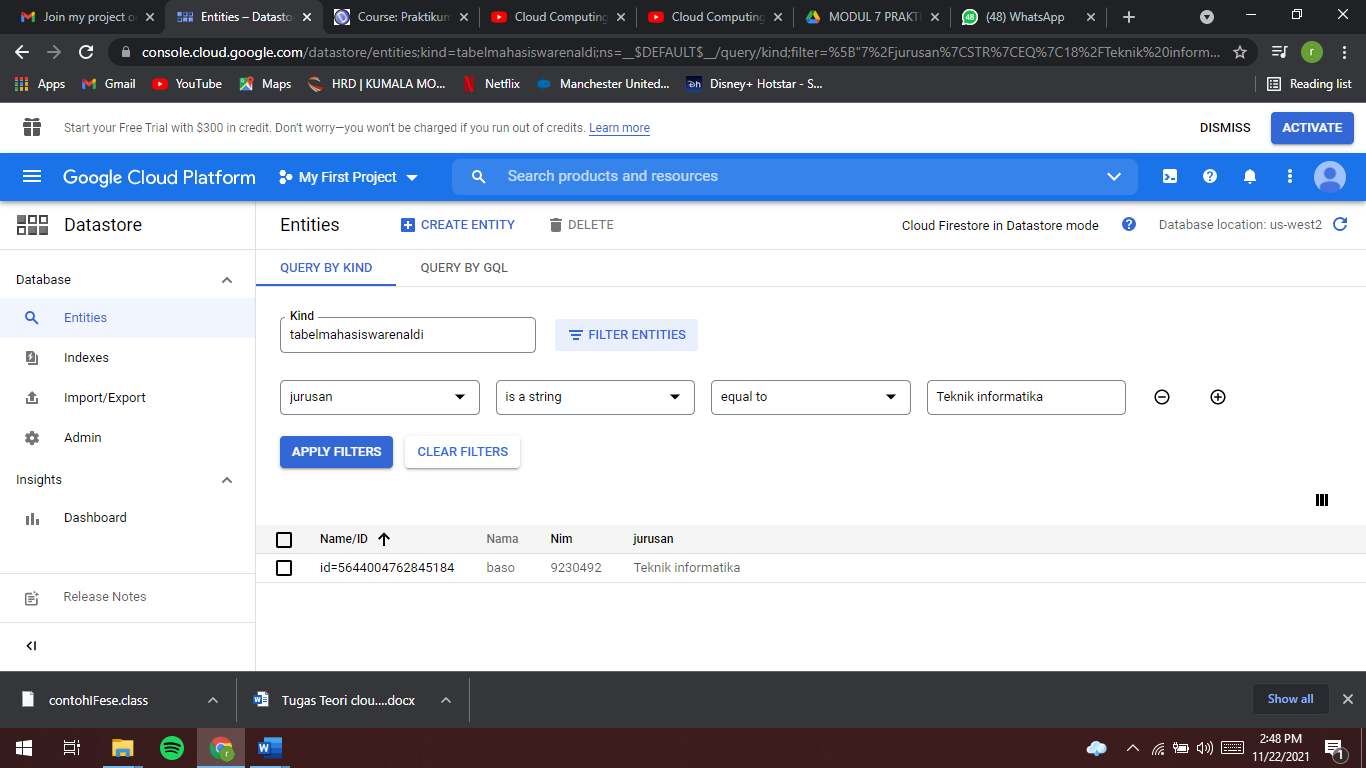 Join my project o
Entities – Datasto
Course: Praktikum
Cloud Computing
Cloud Computing
MODUL 7 PRAKT
(48) WhatsApp
console.cloud.google.com/datastore/entities;kind=tabelmahasiswarenaldi;ns=__$DEFAULT$__/query/kind;filter=%5B"7%2Fjurusan%7CSTR%7CEQ%7C18%2FTeknik%20inform...
r
Apps
Gmail
YouTube
Maps
HRD | KUMALA MO...
Netflix
Manchester United...
Disney+ Hotstar - S...
Reading list
Start your Free Trial with $300 in credit. Don't worry—you won't be charged if you run out of credits. Learn more
DISMISS
ACTIVATE
Google Cloud Platform
My First Project
Search products and resources
Datastore
Entities
CREATE ENTITY
DELETE
Cloud Firestore in Datastore mode
Database location: us-west2
Database
Entities
Indexes
Import/Export
Admin
Insights
Dashboard
Release Notes
QUERY BY KIND
QUERY BY GQL
Kind
tabelmahasiswarenaldi
FILTER ENTITIES
jurusan
is a string
equal to
Teknik informatika
APPLY FILTERS
CLEAR FILTERS
Name/ID Nama Nim jurusan
id=5644004762845184 baso 9230492 Teknik informatika
contohIFese.class
Tugas Teori clou....docx
Show all
2:48 PM
11/22/2021
1